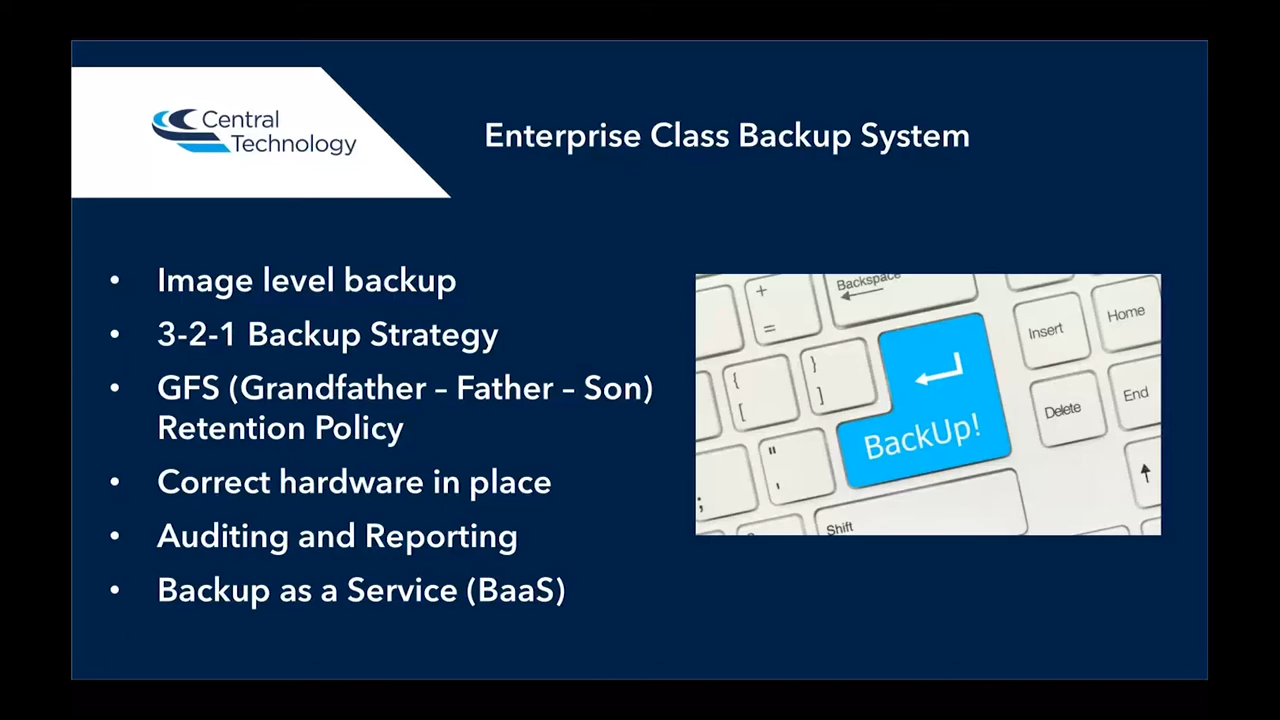 Central
Technology
Enterprise Class Backup System
• Image level backup
• 3-2-1 Backup Strategy
• GFS (Grandfather – Father – Son)
Retention Policy
• Correct hardware in place
• Auditing and Reporting
• Backup as a Service (BaaS)
+
=
Backspace
Insert
Home
{
[
}
]
Delete
End
BackUp!
"
'
;
Shift